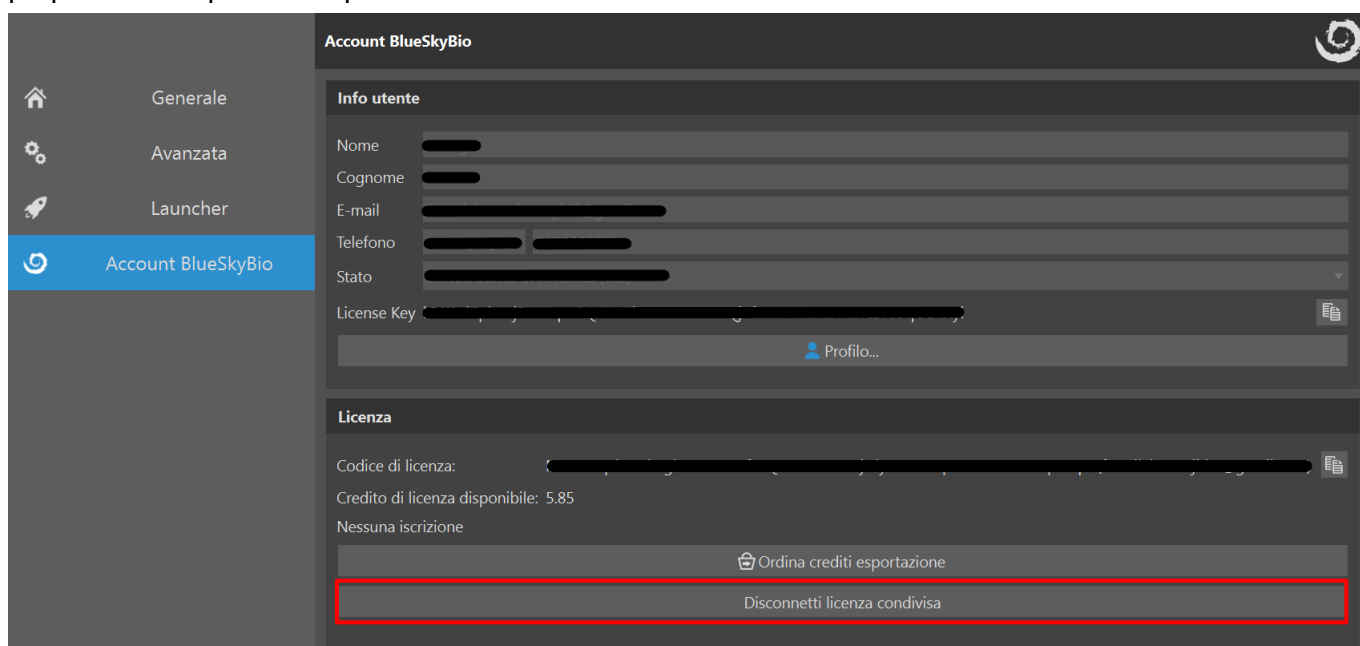 Account BlueSkyBio
Generale
Avanzata
Launcher
Account BlueSkyBio
Info utente
Nome
Cognome
E-mail
Telefono
Stato
License Key
Profilo...
Licenza
Codice di licenza:
Credito di licenza disponibile: 5.85
Nessuna iscrizione
Ordina crediti esportazione
Disconnetti licenza condivisa